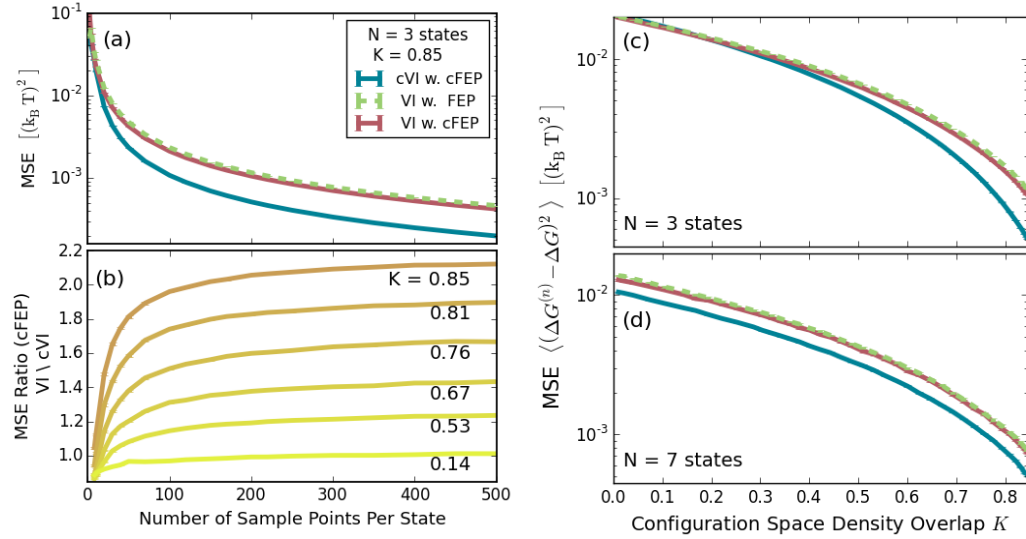 (a)
N = 3 states
K = 0.85
cVI w. cFEP
VI w. FEP
VI w. cFEP
MSE [(k_B T)^2]
10^-1
10^-2
10^-3
(b)
K = 0.85
0.81
0.76
0.67
0.53
0.14
MSE Ratio (cFEP)
VI \ cVI
2.2
2.0
1.8
1.6
1.4
1.2
1.0
0 100 200 300 400 500
Number of Sample Points Per State
(c)
N = 3 states
10^-2
10^-3
MSE ⟨(ΔG^(n) − ΔG)^2⟩ [(k_B T)^2]
(d)
N = 7 states
10^-2
10^-3
0.0 0.1 0.2 0.3 0.4 0.5 0.6 0.7 0.8
Configuration Space Density Overlap K